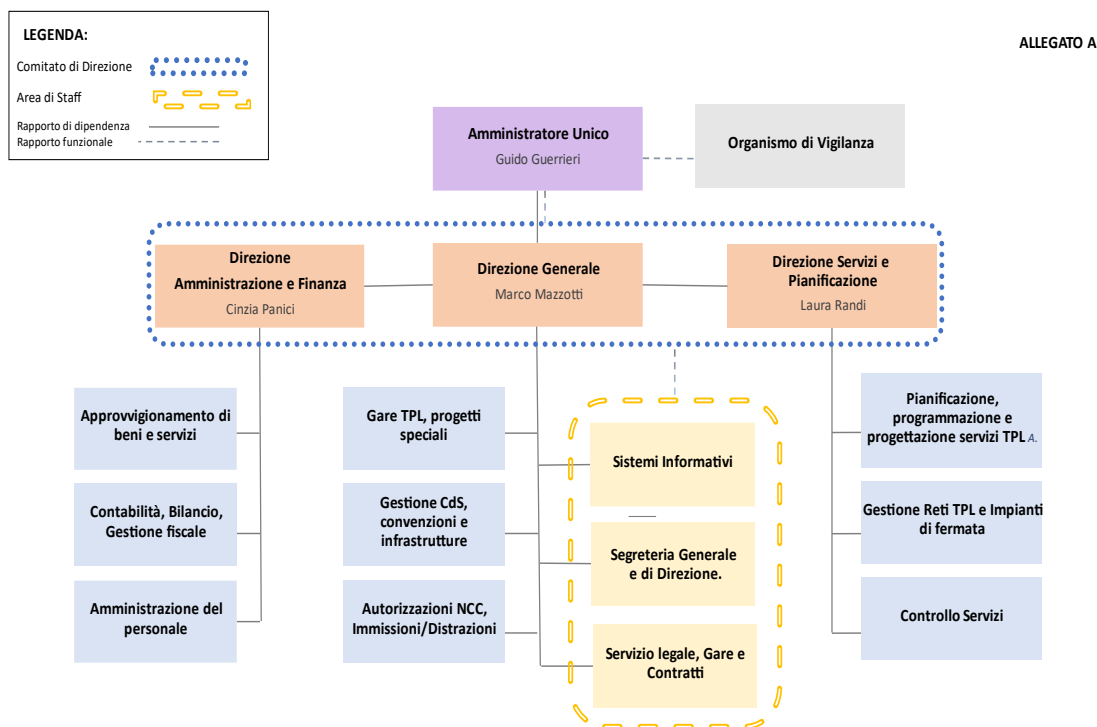 LEGENDA:
Comitato di Direzione
Area di Staff
Rapporto di dipendenza
Rapporto funzionale
ALLEGATO A
Amministratore Unico
Guido Guerrieri
Organismo di Vigilanza
Direzione
Amministrazione e Finanza
Cinzia Panici
Direzione Generale
Marco Mazzotti
Direzione Servizi e
Pianificazione
Laura Randi
Approvvigionamento di
beni e servizi
Contabilità, Bilancio,
Gestione fiscale
Amministrazione del
personale
Gare TPL, progetti
speciali
Gestione CdS,
convenzioni e
infrastrutture
Autorizzazioni NCC,
Immissioni/Distrazioni
Sistemi Informativi
Segreteria Generale
e di Direzione.
Servizio legale, Gare e
Contratti
Pianificazione,
programmazione e
progettazione servizi TPL A.
Gestione Reti TPL e Impianti
di fermata
Controllo Servizi